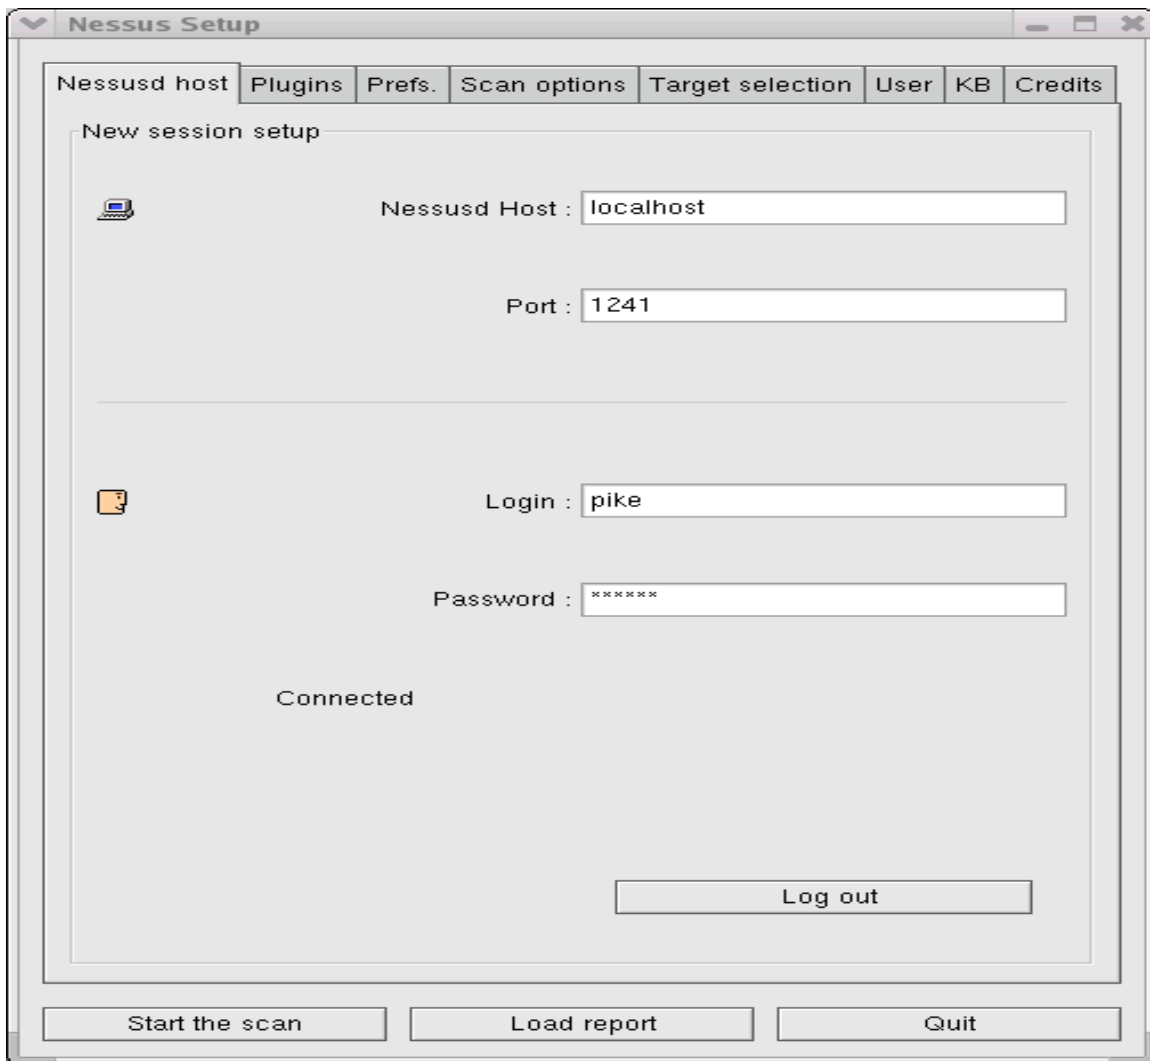 Nessus Setup
Nessusd host Plugins Prefs. Scan options Target selection User KB Credits
New session setup
Nessusd Host : localhost
Port : 1241
Login : pike
Password : ******
Connected
Log out
Start the scan Load report Quit